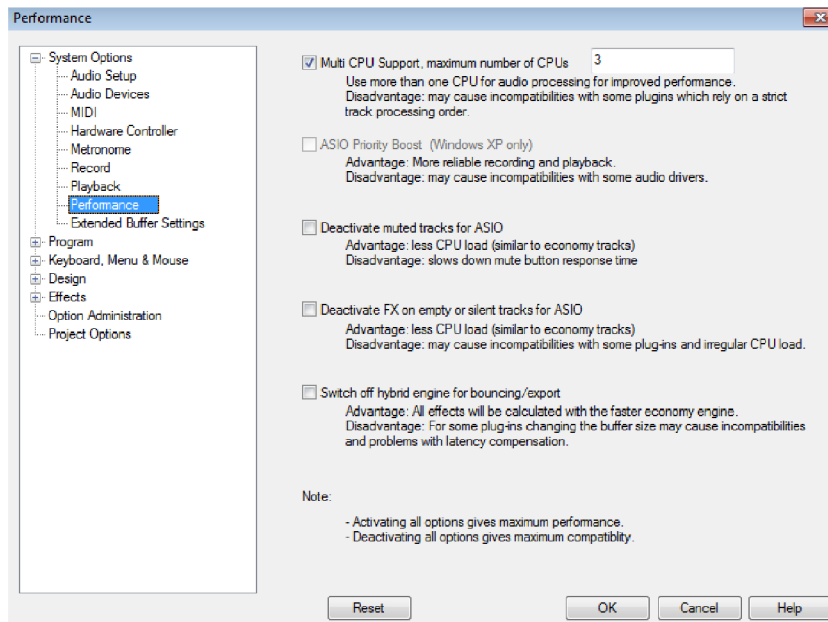 Performance
System Options
Audio Setup
Audio Devices
MIDI
Hardware Controller
Metronome
Record
Playback
Performance
Extended Buffer Settings
Program
Keyboard, Menu & Mouse
Design
Effects
Option Administration
Project Options
Multi CPU Support, maximum number of CPUs 3
Use more than one CPU for audio processing for improved performance.
Disadvantage: may cause incompatibilities with some plugins which rely on a strict
track processing order.
ASIO Priority Boost (Windows XP only)
Advantage: More reliable recording and playback.
Disadvantage: may cause incompatibilities with some audio drivers.
Deactivate muted tracks for ASIO
Advantage: less CPU load (similar to economy tracks)
Disadvantage: slows down mute button response time
Deactivate FX on empty or silent tracks for ASIO
Advantage: less CPU load (similar to economy tracks)
Disadvantage: may cause incompatibilities with some plug-ins and irregular CPU load.
Switch off hybrid engine for bouncing/export
Advantage: All effects will be calculated with the faster economy engine.
Disadvantage: For some plug-ins changing the buffer size may cause incompatibilities
and problems with latency compensation.
Note:
- Activating all options gives maximum performance.
- Deactivating all options gives maximum compatiblity.
Reset OK Cancel Help